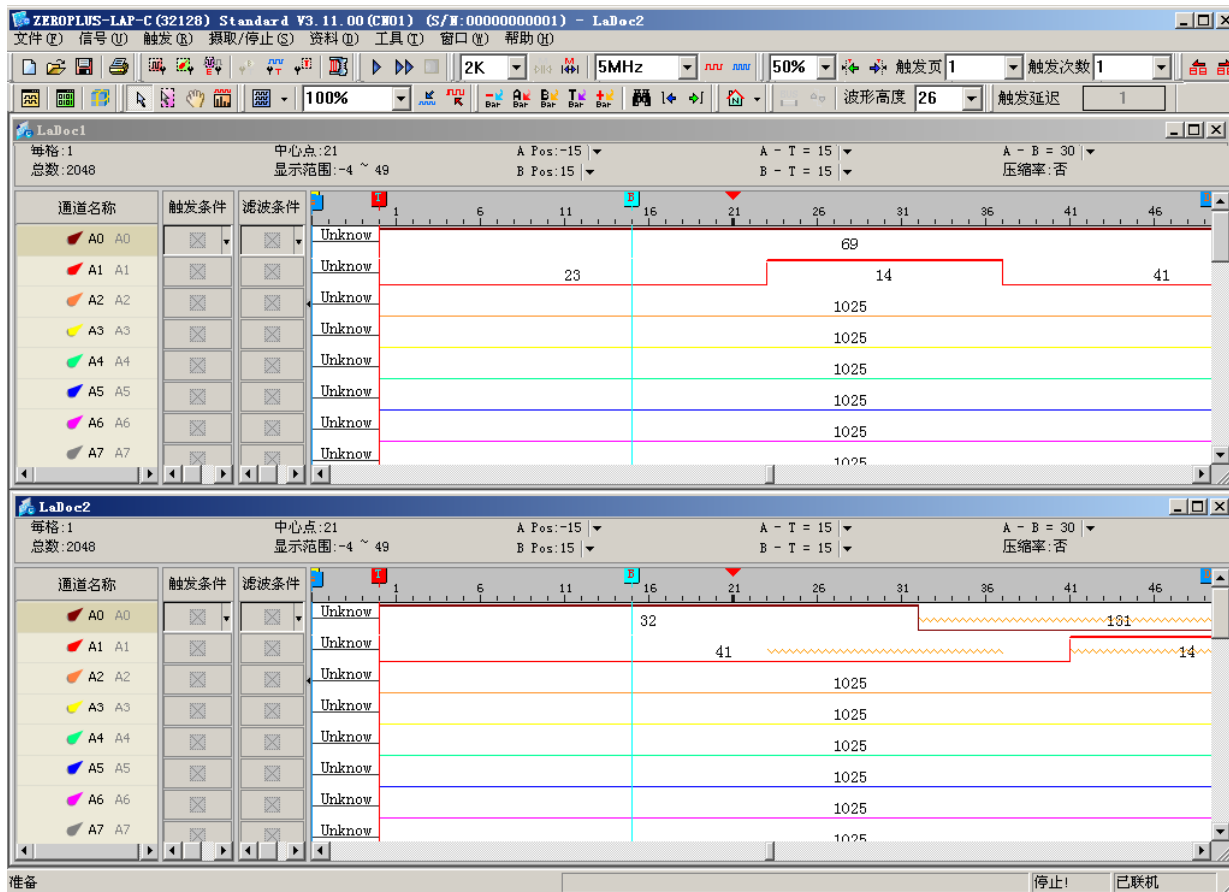 ZEROPLUS-LAP-C(32128) Standard V3.11.00(CN01) (S/N:00000000001) - LaDoc2
文件(F) 信号(U) 触发(R) 摄取/停止(S) 资料(D) 工具(T) 窗口(W) 帮助(H)
2K 5MHz 50% 触发页 1 触发次数 1
100% Bar Bar Bar Bar Bar 波形高度 26 触发延迟 1
LaDoc1
每格:1 中心点:21 A Pos:-15 A - T = 15 A - B = 30
总数:2048 显示范围:-4 ~ 49 B Pos:15 B - T = 15 压缩率:否
通道名称 触发条件 滤波条件 T B
1 6 11 16 21 26 31 36 41 46
A0 A0 Unknow 69
A1 A1 Unknow 23 14 41
A2 A2 Unknow 1025
A3 A3 Unknow 1025
A4 A4 Unknow 1025
A5 A5 Unknow 1025
A6 A6 Unknow 1025
A7 A7 Unknow 1025
LaDoc2
每格:1 中心点:21 A Pos:-15 A - T = 15 A - B = 30
总数:2048 显示范围:-4 ~ 49 B Pos:15 B - T = 15 压缩率:否
通道名称 触发条件 滤波条件 T B
1 6 11 16 21 26 31 36 41 46
A0 A0 Unknow 32 131
A1 A1 Unknow 41 14
A2 A2 Unknow 1025
A3 A3 Unknow 1025
A4 A4 Unknow 1025
A5 A5 Unknow 1025
A6 A6 Unknow 1025
A7 A7 Unknow 1025
准备 停止! 已联机